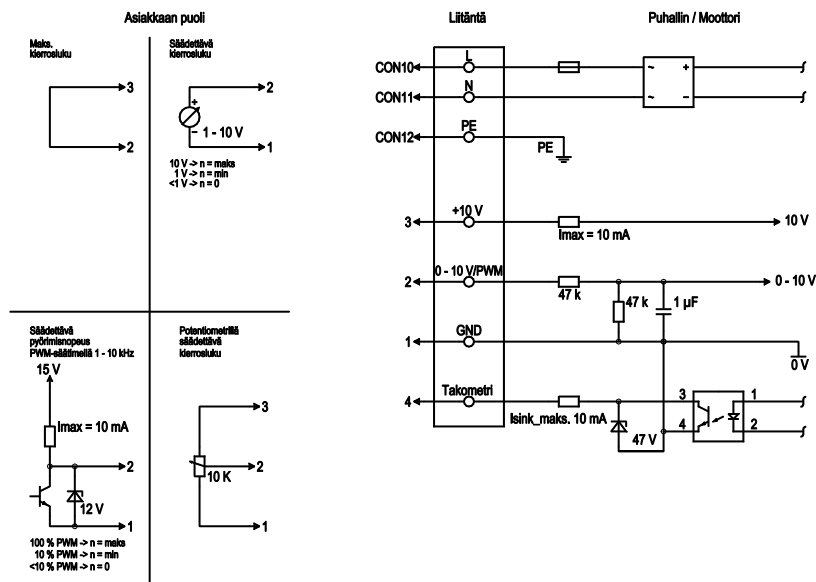 Asiakkaan puoli
Maks.
kierrosluku
3
2
Säädettävä
kierrosluku
2
+
–
1 - 10 V
1
10 V -> n = maks
1 V -> n = min
<1 V -> n = 0
Säädettävä
pyörimisnopeus
PWM-säätimellä 1 - 10 kHz
15 V
Imax = 10 mA
2
12 V
1
100 % PWM -> n = maks
10 % PWM -> n = min
<10 % PWM -> n = 0
Potentiometrillä
säädettävä
kierrosluku
3
2
10 K
1
Liitäntä
Puhallin / Moottori
CON10
L
~
+
CON11
N
~
–
CON12
PE
PE
3
+10 V
Imax = 10 mA
10 V
2
0 - 10 V/PWM
47 k
0 - 10 V
47 k
1 µF
1
GND
0 V
4
Takometri
Isink_maks. 10 mA
47 V
3
4
1
2